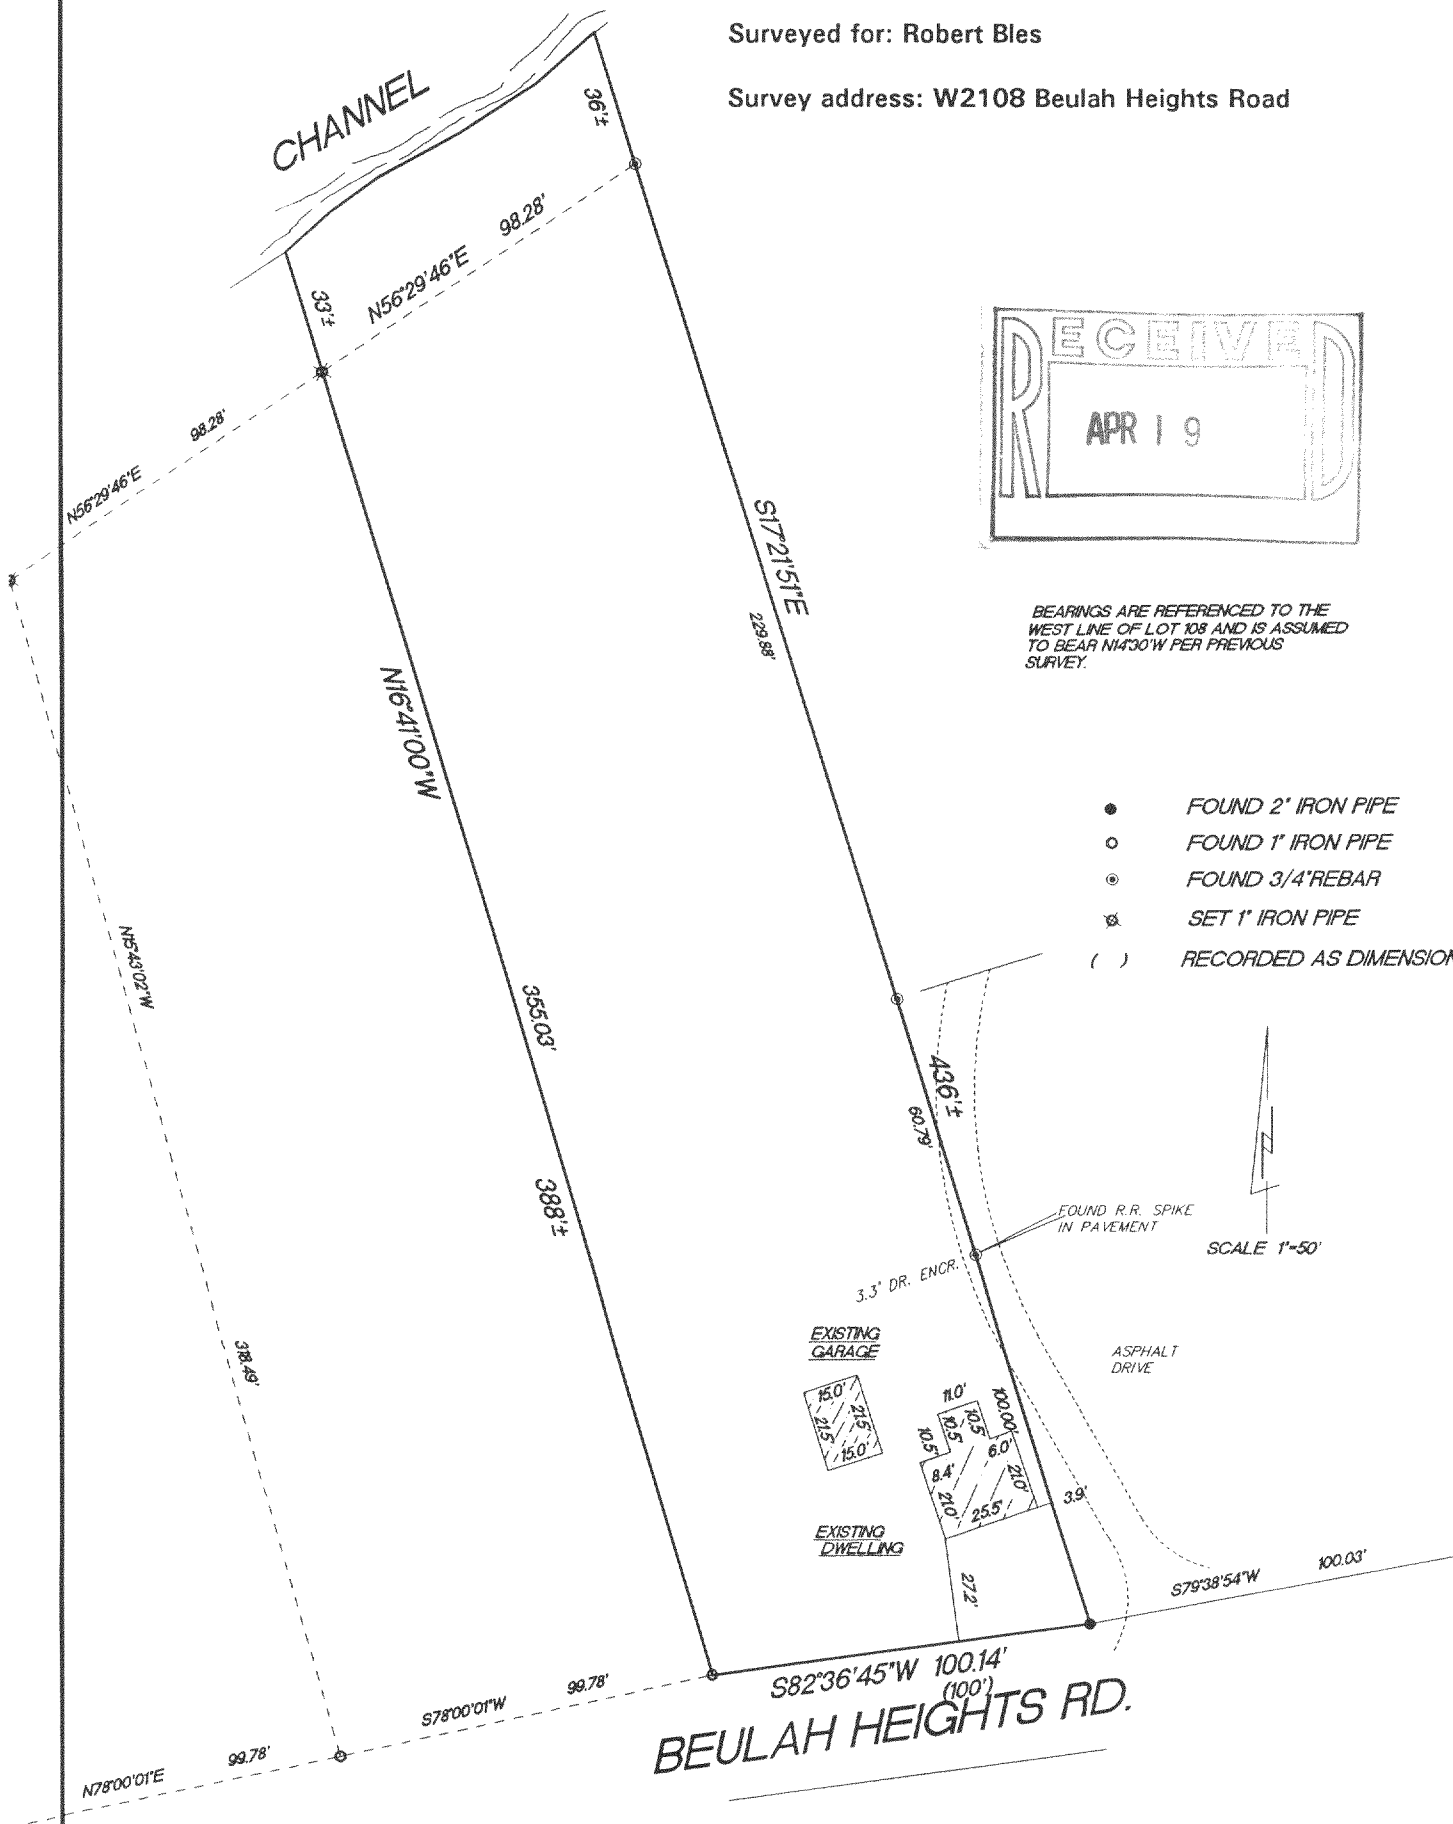 Surveyed for: Robert Bles
Survey address: W2108 Beulah Heights Road
CHANNEL
36'±
98.28'
N56°29'46"E
33'±
98.28'
N56°29'46"E
RECEIVED
APR 19
S17°21'51"E
229.88'
BEARINGS ARE REFERENCED TO THE
WEST LINE OF LOT 108 AND IS ASSUMED
TO BEAR N14°30'W PER PREVIOUS
SURVEY.
N16°41'00"W
FOUND 2" IRON PIPE
FOUND 1" IRON PIPE
FOUND 3/4" REBAR
SET 1" IRON PIPE
( ) RECORDED AS DIMENSION
N15°43'02"W
355.03'
436'±
60.79'
388'±
FOUND R.R. SPIKE
IN PAVEMENT
SCALE 1"=50'
3.3' DR. ENCR.
EXISTING
GARAGE
ASPHALT
DRIVE
318.49'
15.0'
21.5'
21.5'
15.0'
11.0'
100.00'
10.5'
10.5'
10.5'
6.0'
8.4'
21.0'
21.0'
25.5'
3.9'
EXISTING
DWELLING
27.2'
S79°38'54"W 100.03'
S82°36'45"W 100.14'
(100')
S78°00'01"W 99.78'
BEULAH HEIGHTS RD.
N78°00'01"E 99.78'